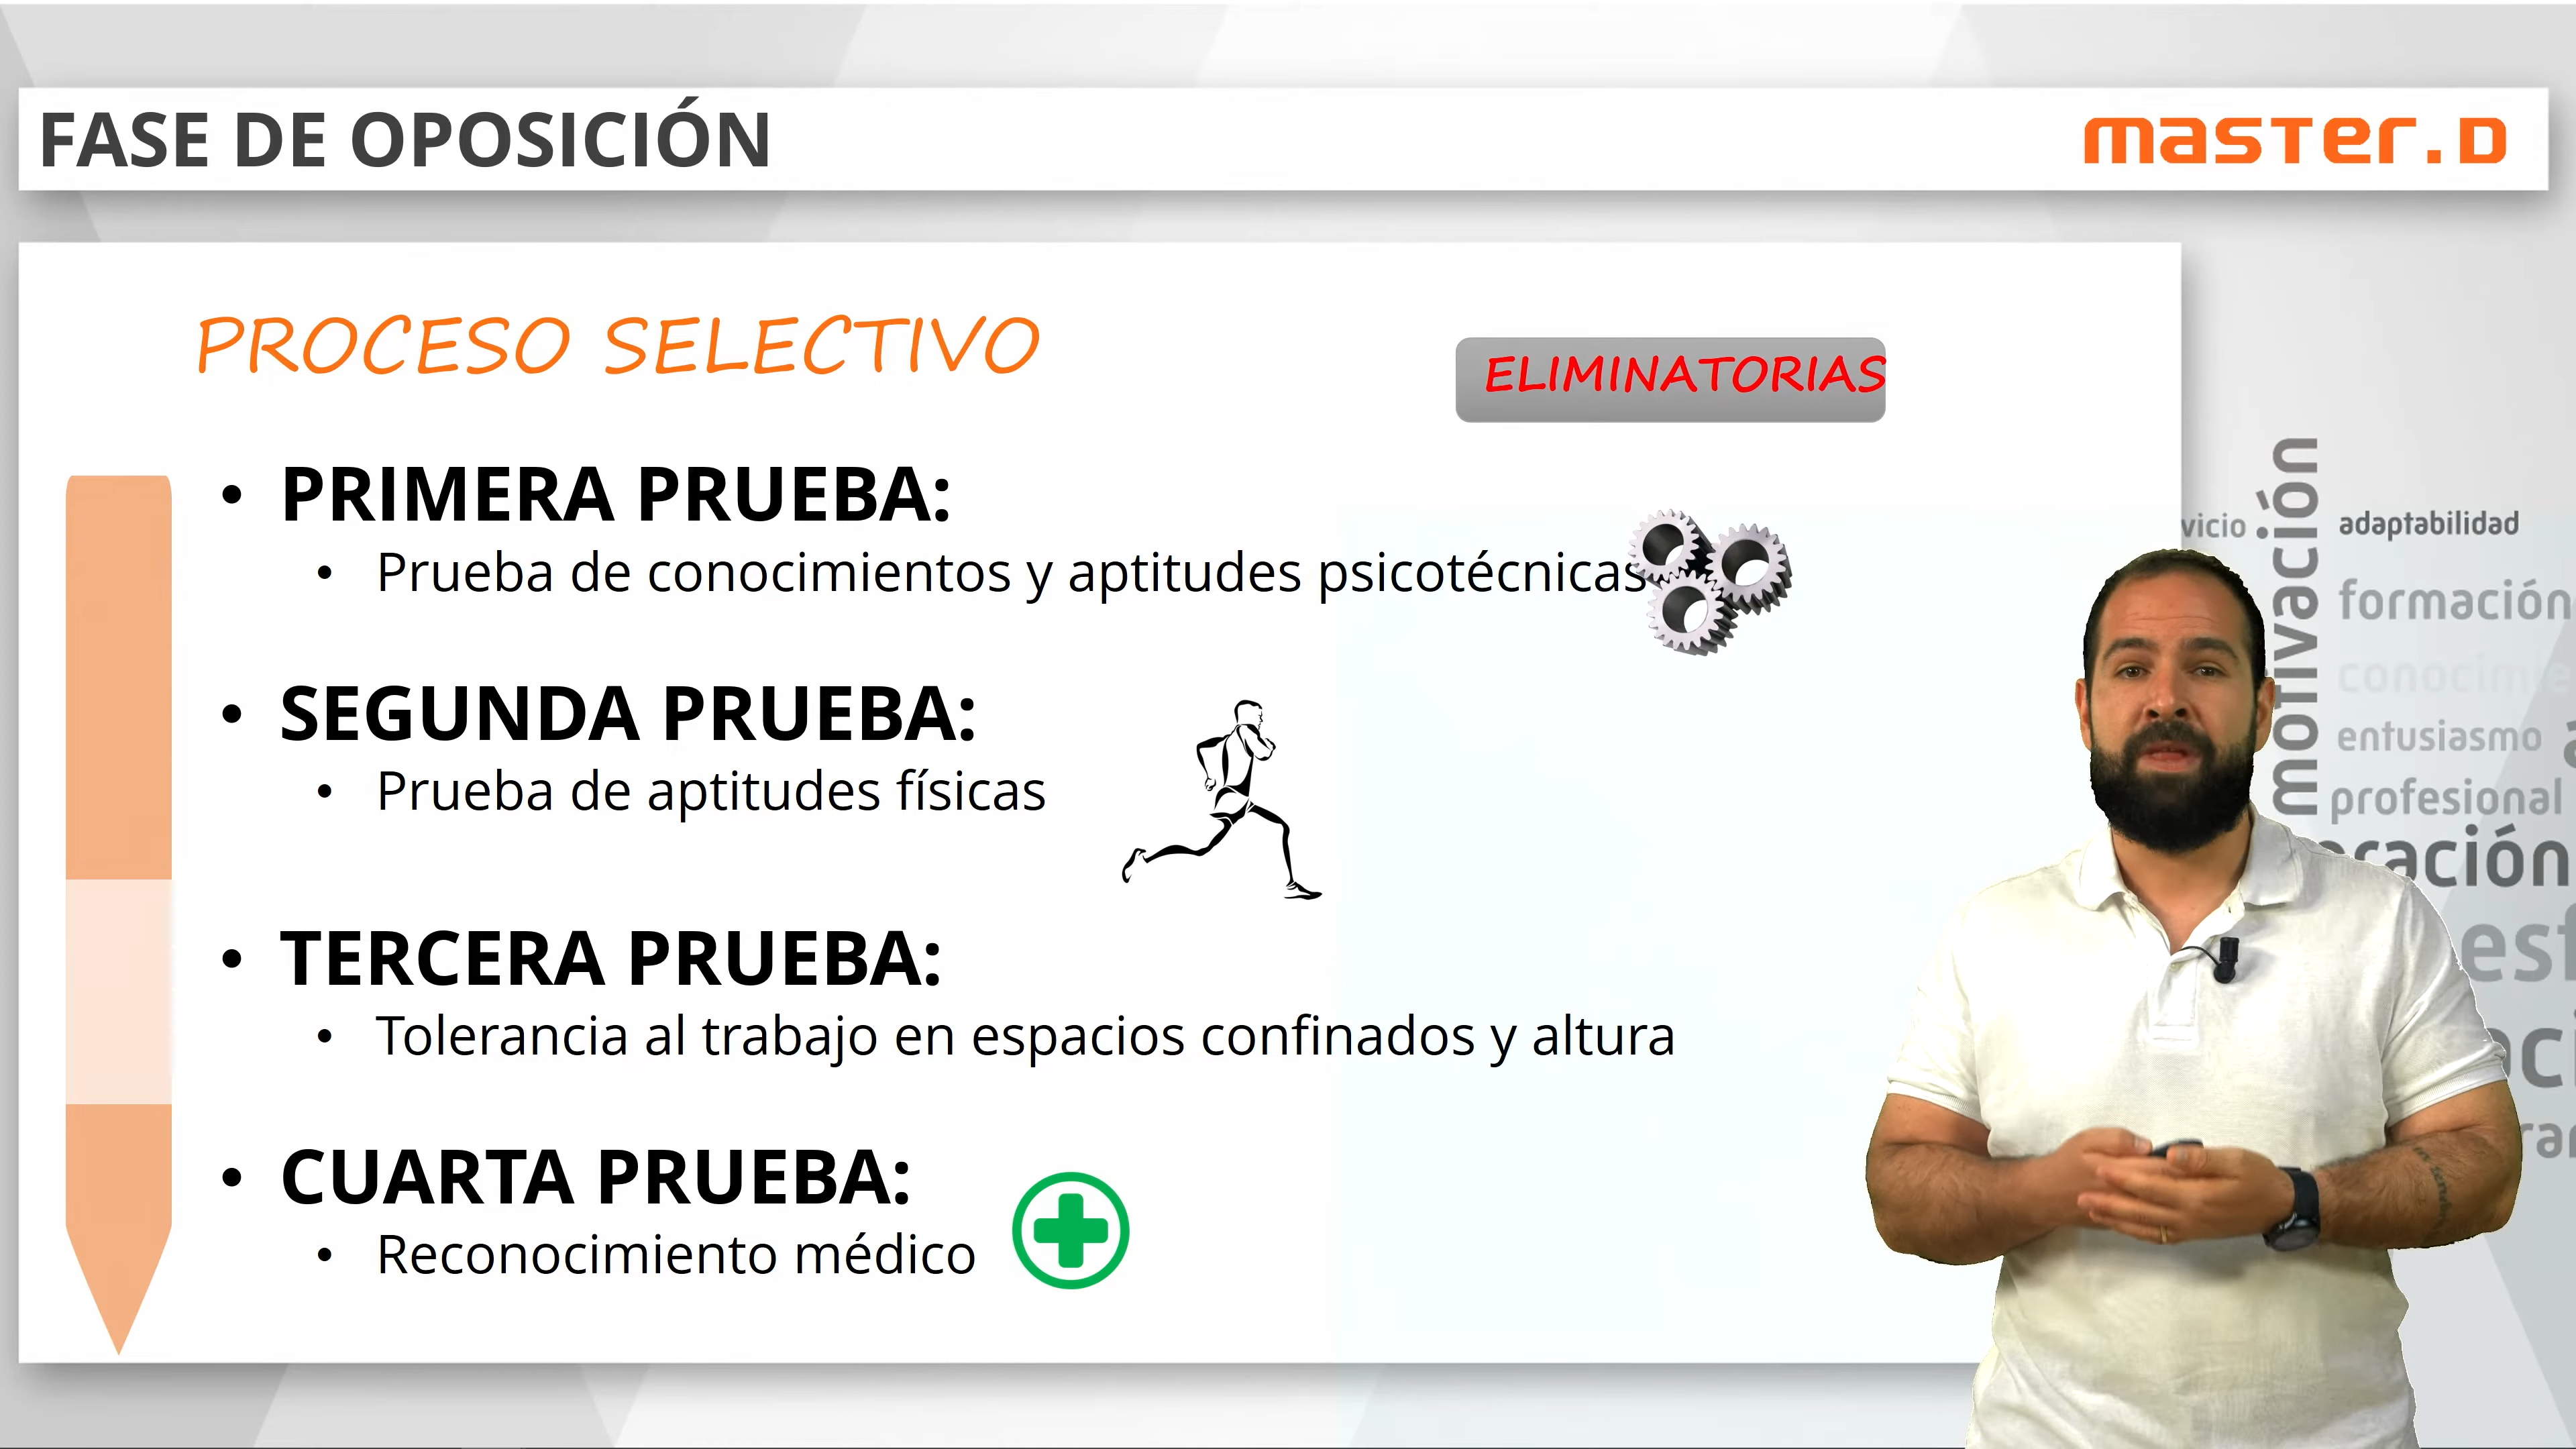 FASE DE OPOSICIÓN
master.D
PROCESO SELECTIVO
ELIMINATORIAS
• PRIMERA PRUEBA:
• Prueba de conocimientos y aptitudes psicotécnicas
• SEGUNDA PRUEBA:
• Prueba de aptitudes físicas
• TERCERA PRUEBA:
• Tolerancia al trabajo en espacios confinados y altura
• CUARTA PRUEBA:
• Reconocimiento médico
motivación
adaptabilidad
formación
entusiasmo
profesional